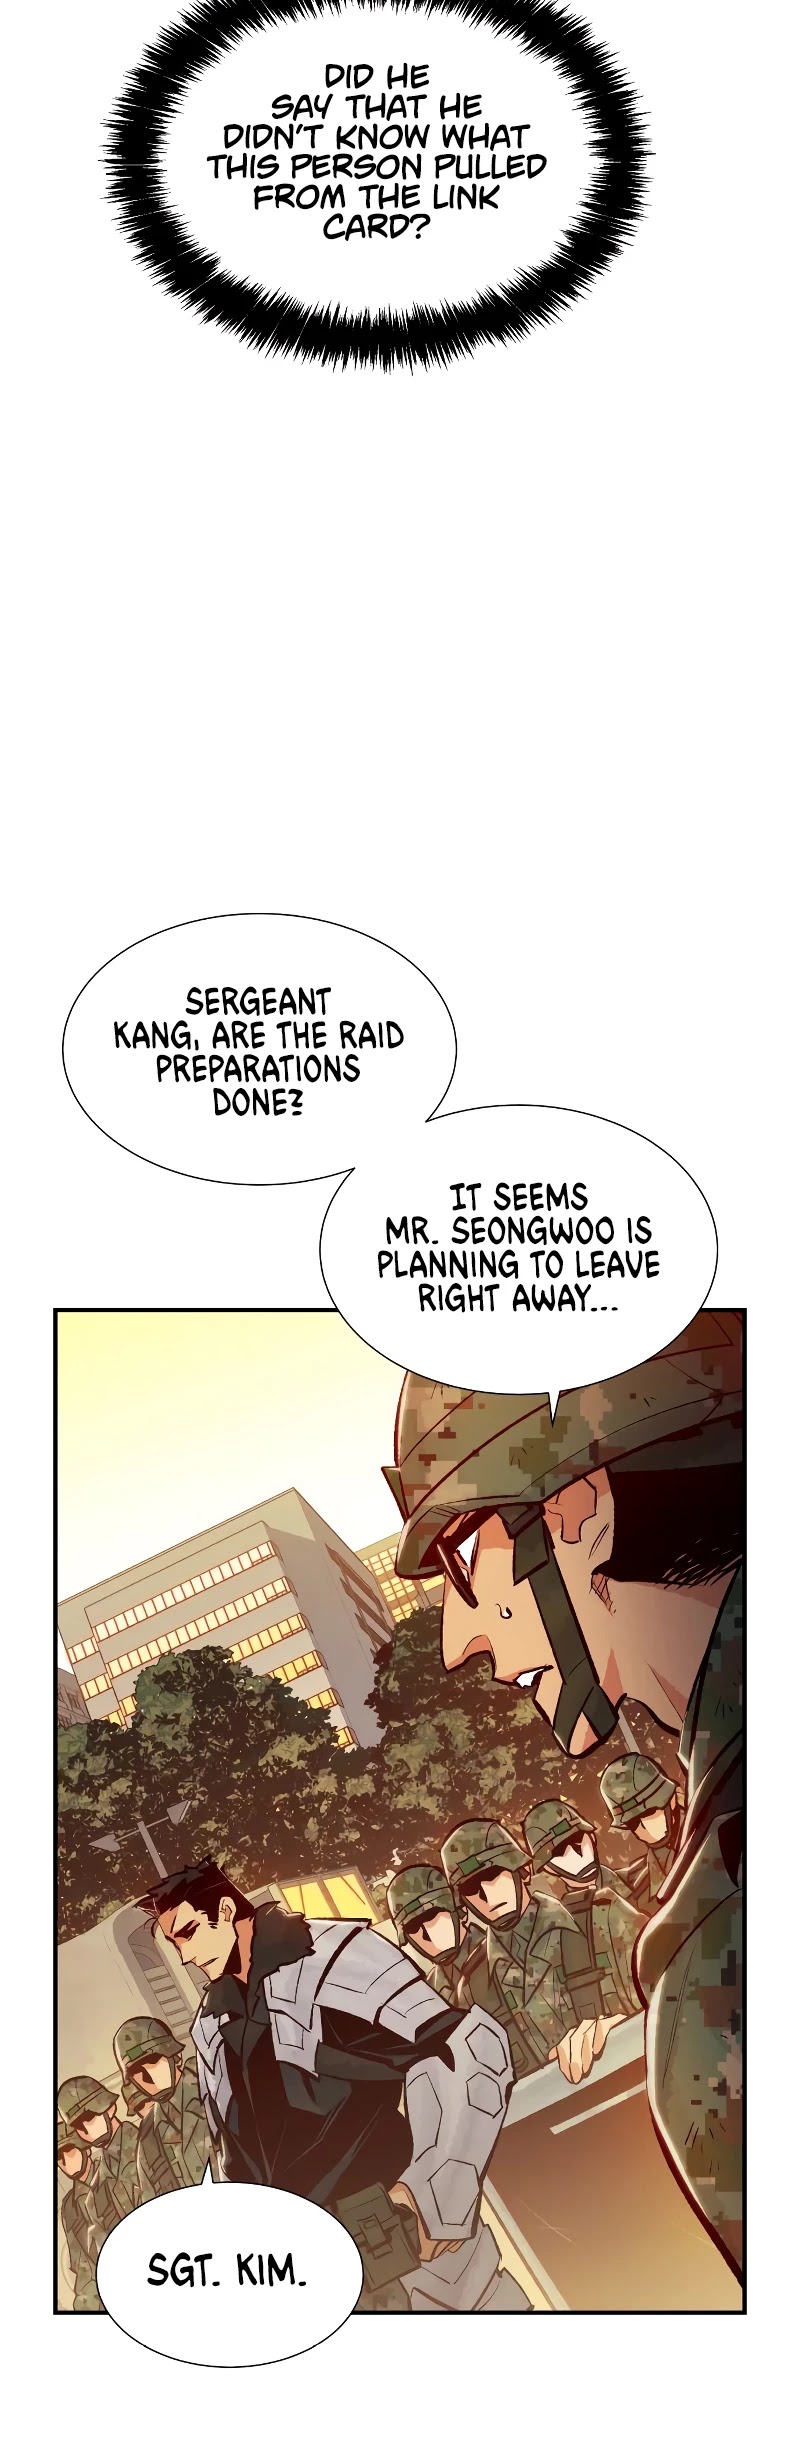 DID HE
SAY THAT HE
DIDN'T KNOW WHAT
THIS PERSON PULLED
FROM THE LINK
CARD?
SERGEANT
KANG, ARE THE RAID
PREPARATIONS
DONE?
IT SEEMS
MR. SEONGWOO IS
PLANNING TO LEAVE
RIGHT AWAY...
SGT. KIM.